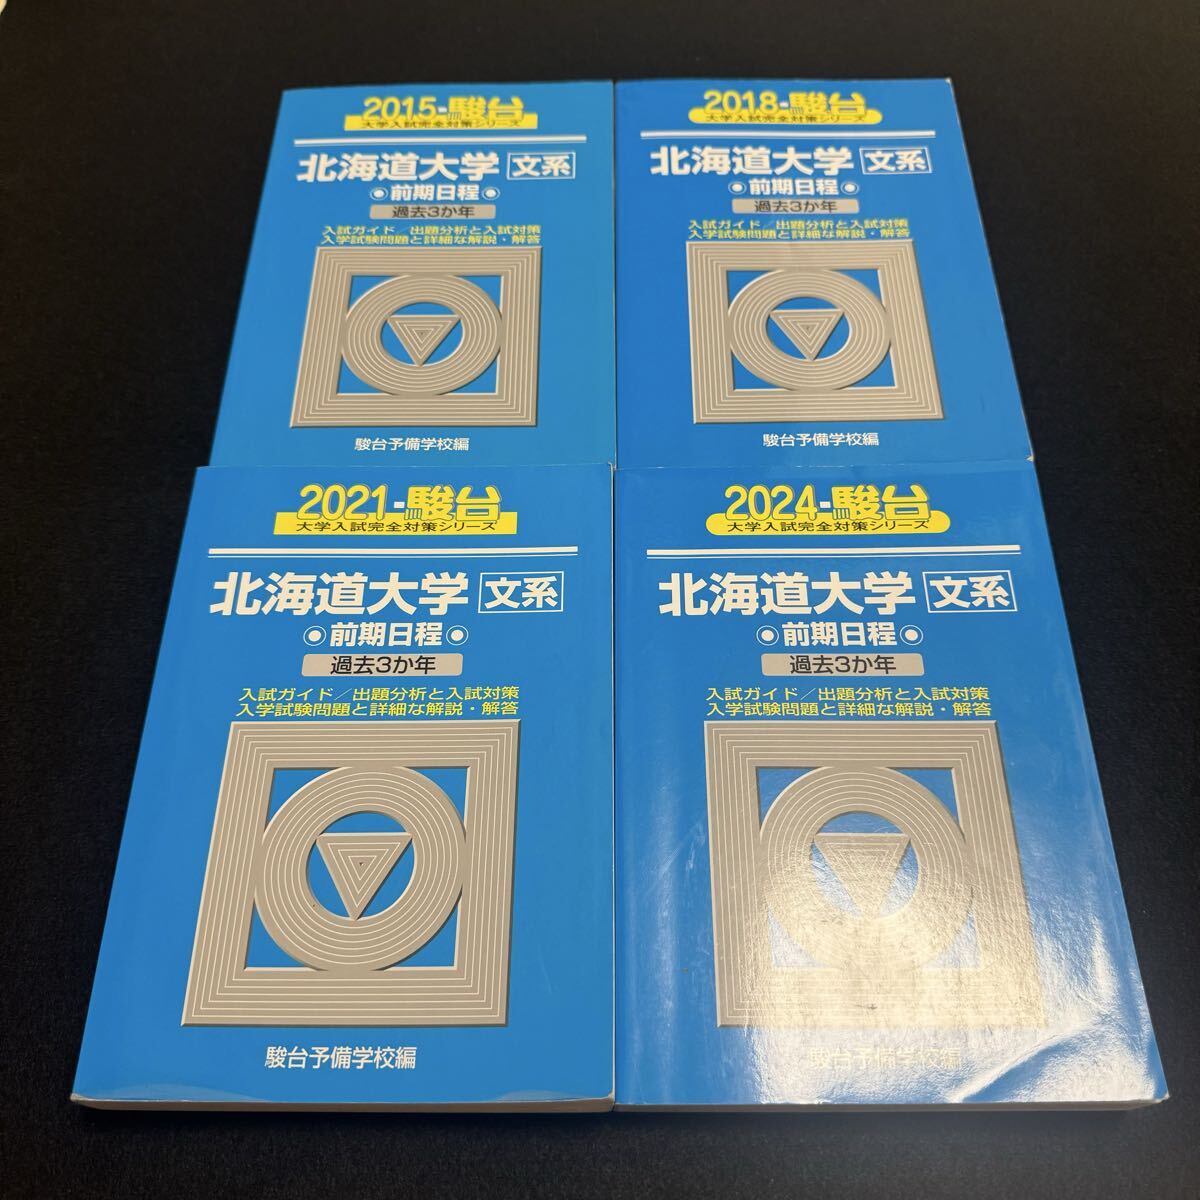 2015-駿台
大学入試完全対策シリーズ
北海道大学 文系
前期日程
過去3か年
入試ガイド／出題分析と入試対策
入学試験問題と詳細な解説・解答
駿台予備学校編
2018-駿台
大学入試完全対策シリーズ
北海道大学 文系
前期日程
過去3か年
入試ガイド／出題分析と入試対策
入学試験問題と詳細な解説・解答
駿台予備学校編
2021-駿台
大学入試完全対策シリーズ
北海道大学 文系
前期日程
過去3か年
入試ガイド／出題分析と入試対策
入学試験問題と詳細な解説・解答
駿台予備学校編
2024-駿台
大学入試完全対策シリーズ
北海道大学 文系
前期日程
過去3か年
入試ガイド／出題分析と入試対策
入学試験問題と詳細な解説・解答
駿台予備学校編